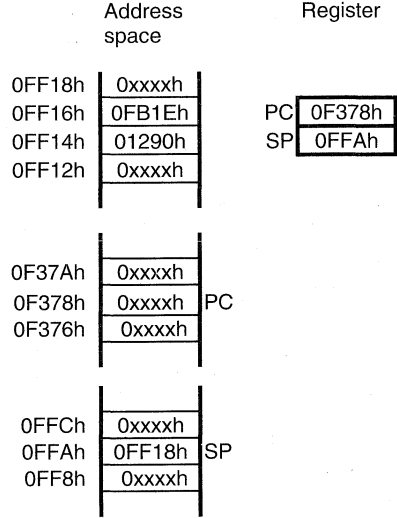 Address space Register
0FF18h 0xxxxh
0FF16h 0FB1Eh PC 0F378h
0FF14h 01290h SP 0FFAh
0FF12h 0xxxxh
0F37Ah 0xxxxh
0F378h 0xxxxh PC
0F376h 0xxxxh
0FFCh 0xxxxh
0FFAh 0FF18h SP
0FF8h 0xxxxh